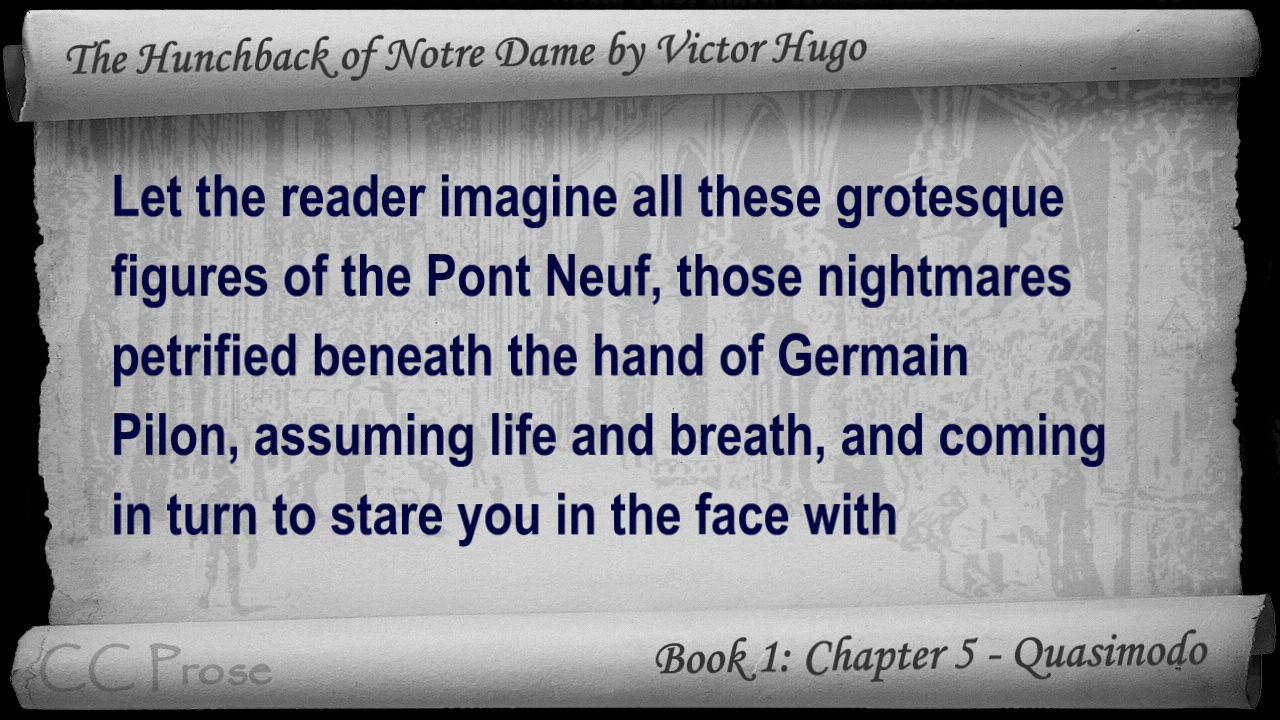 The Hunchback of Notre Dame by Victor Hugo
Let the reader imagine all these grotesque
figures of the Pont Neuf, those nightmares
petrified beneath the hand of Germain
Pilon, assuming life and breath, and coming
in turn to stare you in the face with
CC Prose
Book 1: Chapter 5 - Quasimodo